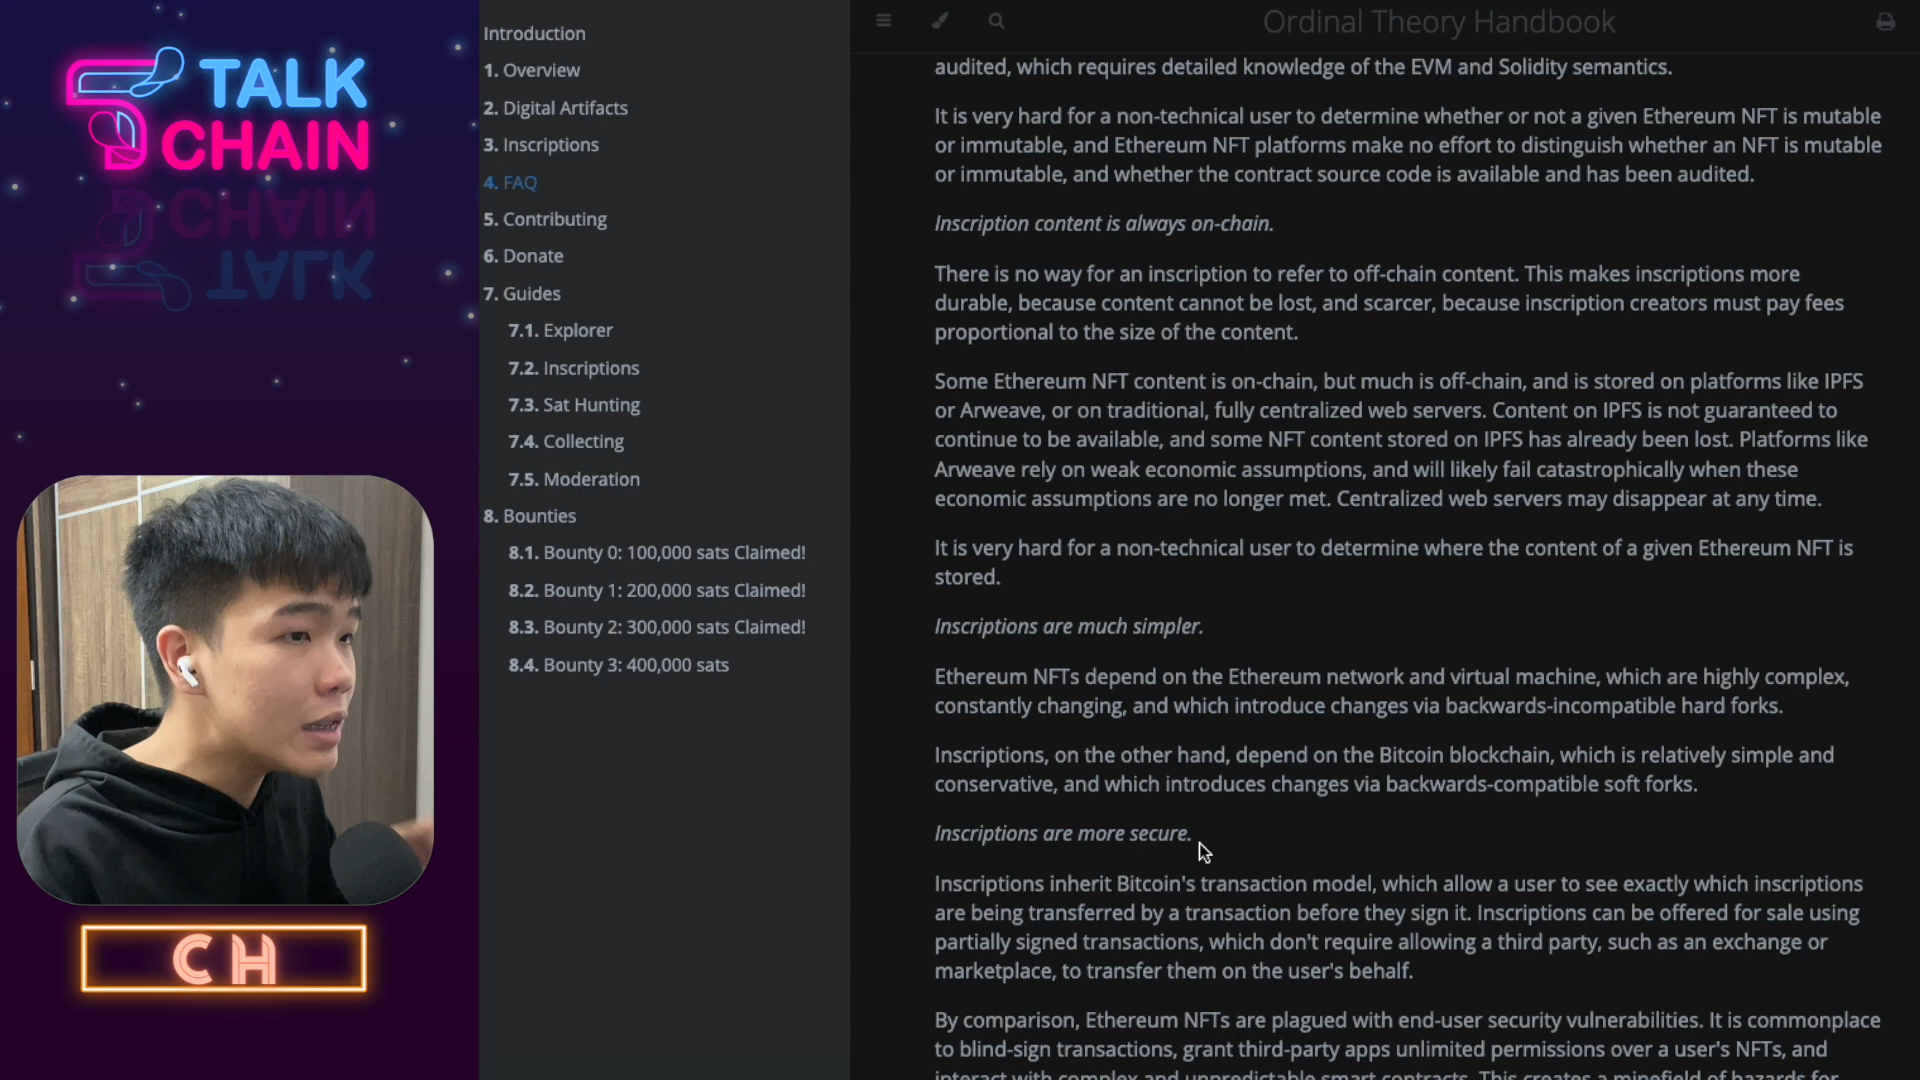 TALK
CHAIN
CH
Introduction
1. Overview
2. Digital Artifacts
3. Inscriptions
4. FAQ
5. Contributing
6. Donate
7. Guides
7.1. Explorer
7.2. Inscriptions
7.3. Sat Hunting
7.4. Collecting
7.5. Moderation
8. Bounties
8.1. Bounty 0: 100,000 sats Claimed!
8.2. Bounty 1: 200,000 sats Claimed!
8.3. Bounty 2: 300,000 sats Claimed!
8.4. Bounty 3: 400,000 sats
Ordinal Theory Handbook
audited, which requires detailed knowledge of the EVM and Solidity semantics.
It is very hard for a non-technical user to determine whether or not a given Ethereum NFT is mutable
or immutable, and Ethereum NFT platforms make no effort to distinguish whether an NFT is mutable
or immutable, and whether the contract source code is available and has been audited.
Inscription content is always on-chain.
There is no way for an inscription to refer to off-chain content. This makes inscriptions more
durable, because content cannot be lost, and scarcer, because inscription creators must pay fees
proportional to the size of the content.
Some Ethereum NFT content is on-chain, but much is off-chain, and is stored on platforms like IPFS
or Arweave, or on traditional, fully centralized web servers. Content on IPFS is not guaranteed to
continue to be available, and some NFT content stored on IPFS has already been lost. Platforms like
Arweave rely on weak economic assumptions, and will likely fail catastrophically when these
economic assumptions are no longer met. Centralized web servers may disappear at any time.
It is very hard for a non-technical user to determine where the content of a given Ethereum NFT is
stored.
Inscriptions are much simpler.
Ethereum NFTs depend on the Ethereum network and virtual machine, which are highly complex,
constantly changing, and which introduce changes via backwards-incompatible hard forks.
Inscriptions, on the other hand, depend on the Bitcoin blockchain, which is relatively simple and
conservative, and which introduces changes via backwards-compatible soft forks.
Inscriptions are more secure.
Inscriptions inherit Bitcoin's transaction model, which allow a user to see exactly which inscriptions
are being transferred by a transaction before they sign it. Inscriptions can be offered for sale using
partially signed transactions, which don't require allowing a third party, such as an exchange or
marketplace, to transfer them on the user's behalf.
By comparison, Ethereum NFTs are plagued with end-user security vulnerabilities. It is commonplace
to blind-sign transactions, grant third-party apps unlimited permissions over a user's NFTs, and
interact with complex and unpredictable smart contracts. This creates a minefield of hazards for